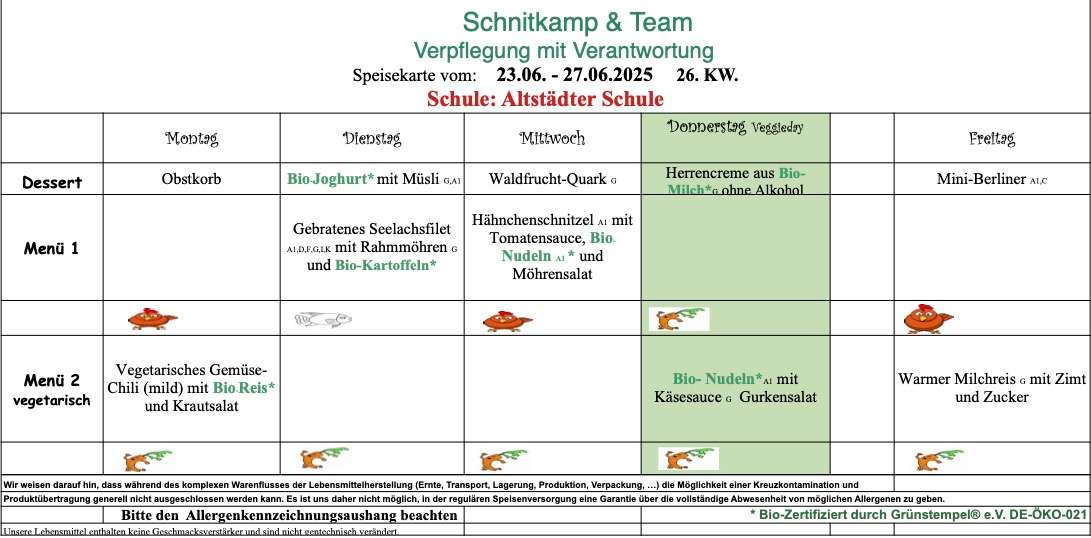 Schnitkamp & Team
Verpflegung mit Verantwortung
Speisekarte vom: 23.06. - 27.06.2025 26. KW.
Schule: Altstädter Schule
Montag Dienstag Mittwoch Donnerstag Veggieday Freitag
Dessert
Obstkorb
Bio-Joghurt* mit Müsli G,A1
Waldfrucht-Quark G
Herrencreme aus Bio-
Milch*G ohne Alkohol
Mini-Berliner A1,C
Menü 1
Gebratenes Seelachsfilet
A1,D,F,G,I,K mit Rahmmöhren G
und Bio-Kartoffeln*
Hähnchenschnitzel A1 mit
Tomatensauce, Bio-
Nudeln A1 * und
Möhrensalat
Menü 2
vegetarisch
Vegetarisches Gemüse-
Chili (mild) mit Bio-Reis*
und Krautsalat
Bio- Nudeln*A1 mit
Käsesauce G Gurkensalat
Warmer Milchreis G mit Zimt
und Zucker
Wir weisen darauf hin, dass während des komplexen Warenflusses der Lebensmittelherstellung (Ernte, Transport, Lagerung, Produktion, Verpackung, …) die Möglichkeit einer Kreuzkontamination und
Produktübertragung generell nicht ausgeschlossen werden kann. Es ist uns daher nicht möglich, in der regulären Speisenversorgung eine Garantie über die vollständige Abwesenheit von möglichen Allergenen zu geben.
Bitte den Allergenkennzeichnungsaushang beachten
* Bio-Zertifiziert durch Grünstempel® e.V. DE-ÖKO-021
Unsere Lebensmittel enthalten keine Geschmacksverstärker und sind nicht gentechnisch verändert.